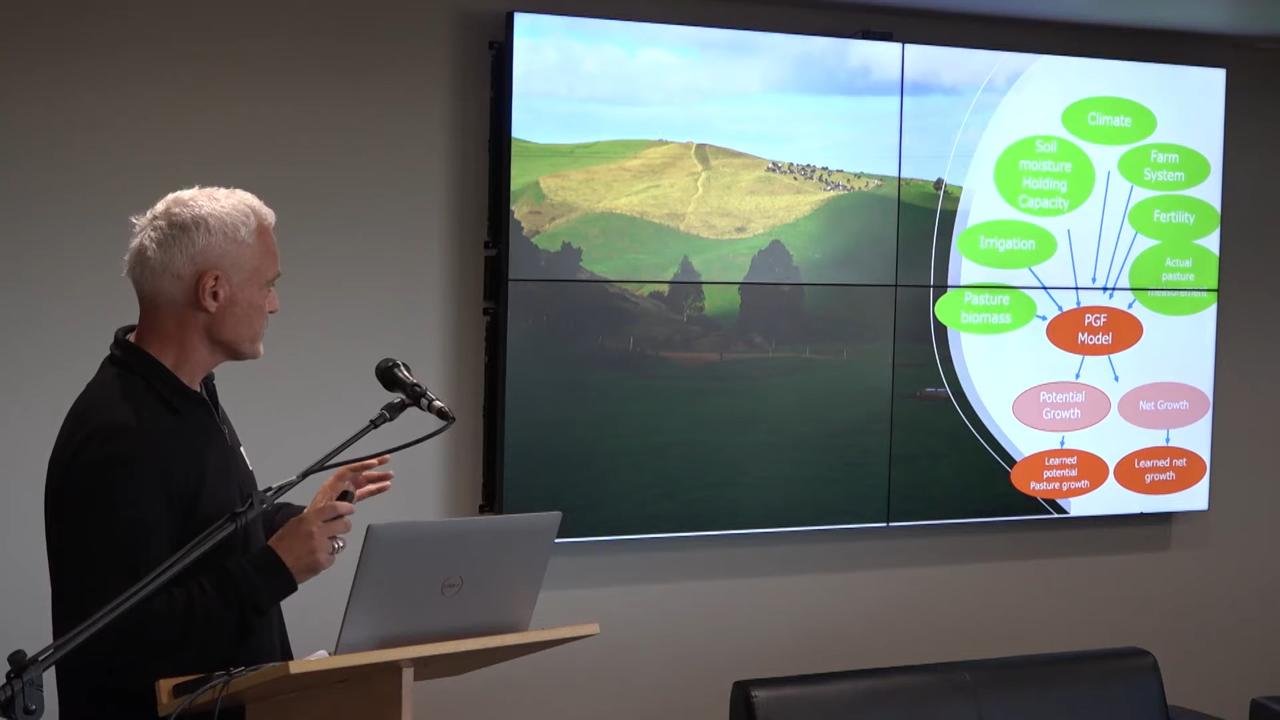 Climate
Soil
moisture
Holding
Capacity
Farm
System
Fertility
Irrigation
Actual
pasture
measurement
Pasture
biomass
PGF
Model
Potential
Growth
Net Growth
Learned
potential
Pasture growth
Learned net
growth
DELL